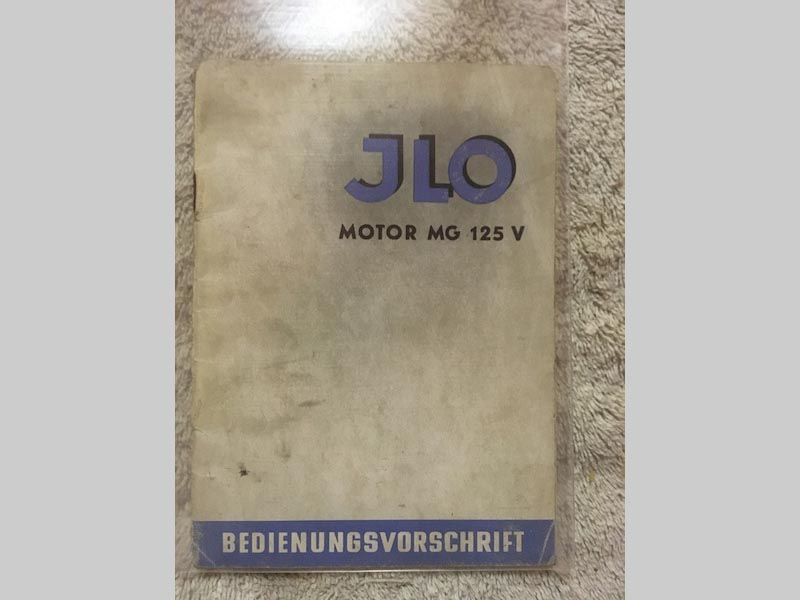 JLO
MOTOR MG 125 V
BEDIENUNGSVORSCHRIFT